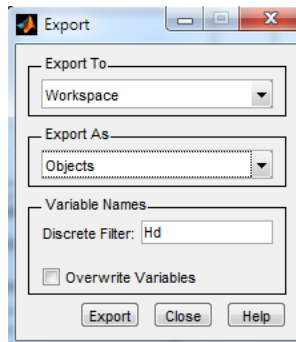 Export
Export To
Workspace
Export As
Objects
Variable Names
Discrete Filter: Hd
Overwrite Variables
Export Close Help